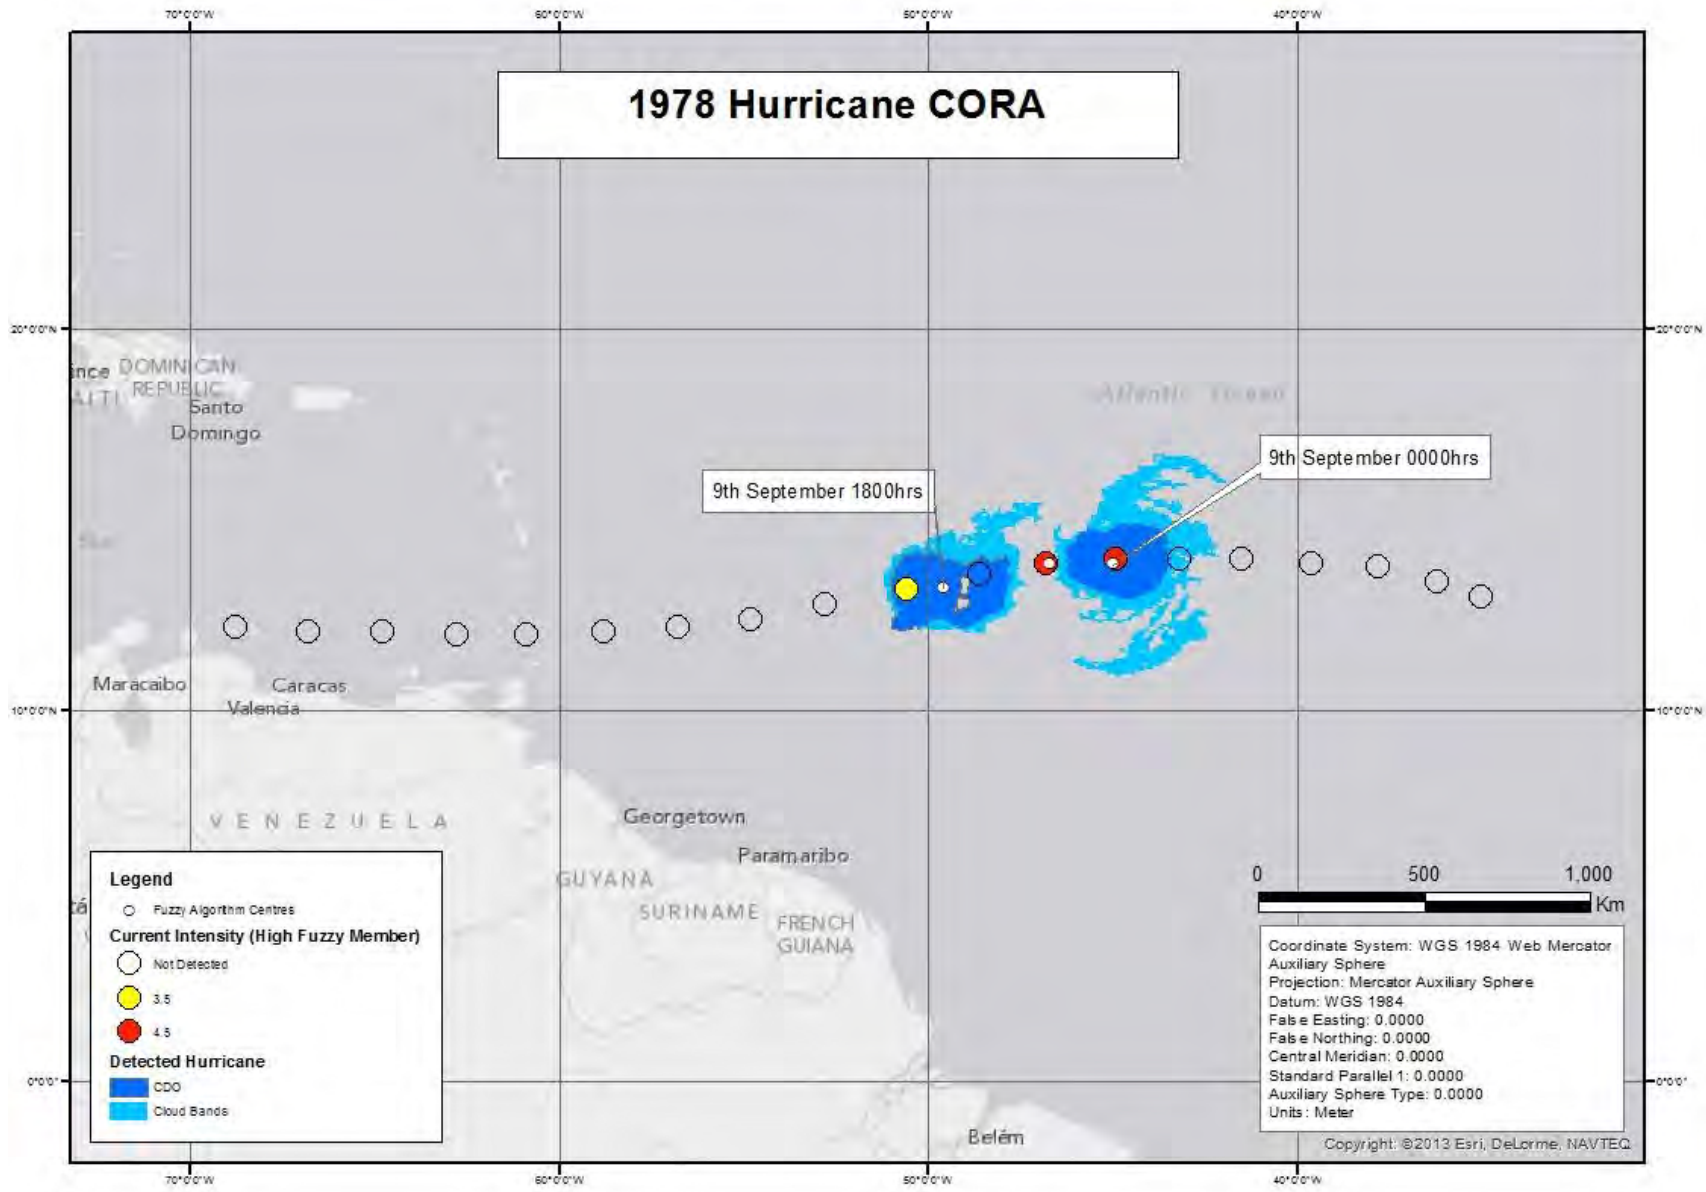 70°0'0"W 60°0'0"W 50°0'0"W 40°0'0"W
1978 Hurricane CORA
20°0'0"N 20°0'0"N
ince DOMINICAN
AITI REPUBLIC
Santo
Domingo
Atlantic Ocean
9th September 0000hrs
9th September 1800hrs
Maracaibo Caracas
Valencia
10°0'0"N 10°0'0"N
VENEZUELA
Georgetown
Paramaribo
GUYANA
SURINAME
FRENCH
GUIANA
tá
Legend
Fuzzy Algorithm Centres
Current Intensity (High Fuzzy Member)
Not Detected
3.5
4.5
Detected Hurricane
CDO
Cloud Bands
0 500 1,000
Km
Coordinate System: WGS 1984 Web Mercator
Auxiliary Sphere
Projection: Mercator Auxiliary Sphere
Datum: WGS 1984
False Easting: 0.0000
False Northing: 0.0000
Central Meridian: 0.0000
Standard Parallel 1: 0.0000
Auxiliary Sphere Type: 0.0000
Units: Meter
0°0'0" 0°0'0"
Belém
Copyright: ©2013 Esri, DeLorme, NAVTEQ
70°0'0"W 60°0'0"W 50°0'0"W 40°0'0"W